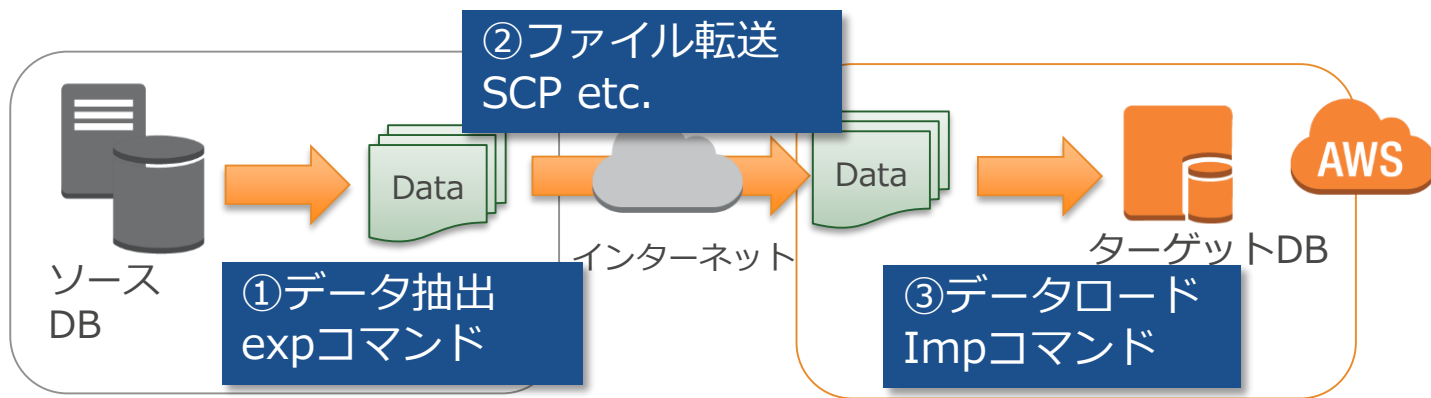 ②ファイル転送
SCP etc.
Data
Data
AWS
インターネット
ターゲットDB
ソース
DB
①データ抽出
expコマンド
③データロード
Impコマンド